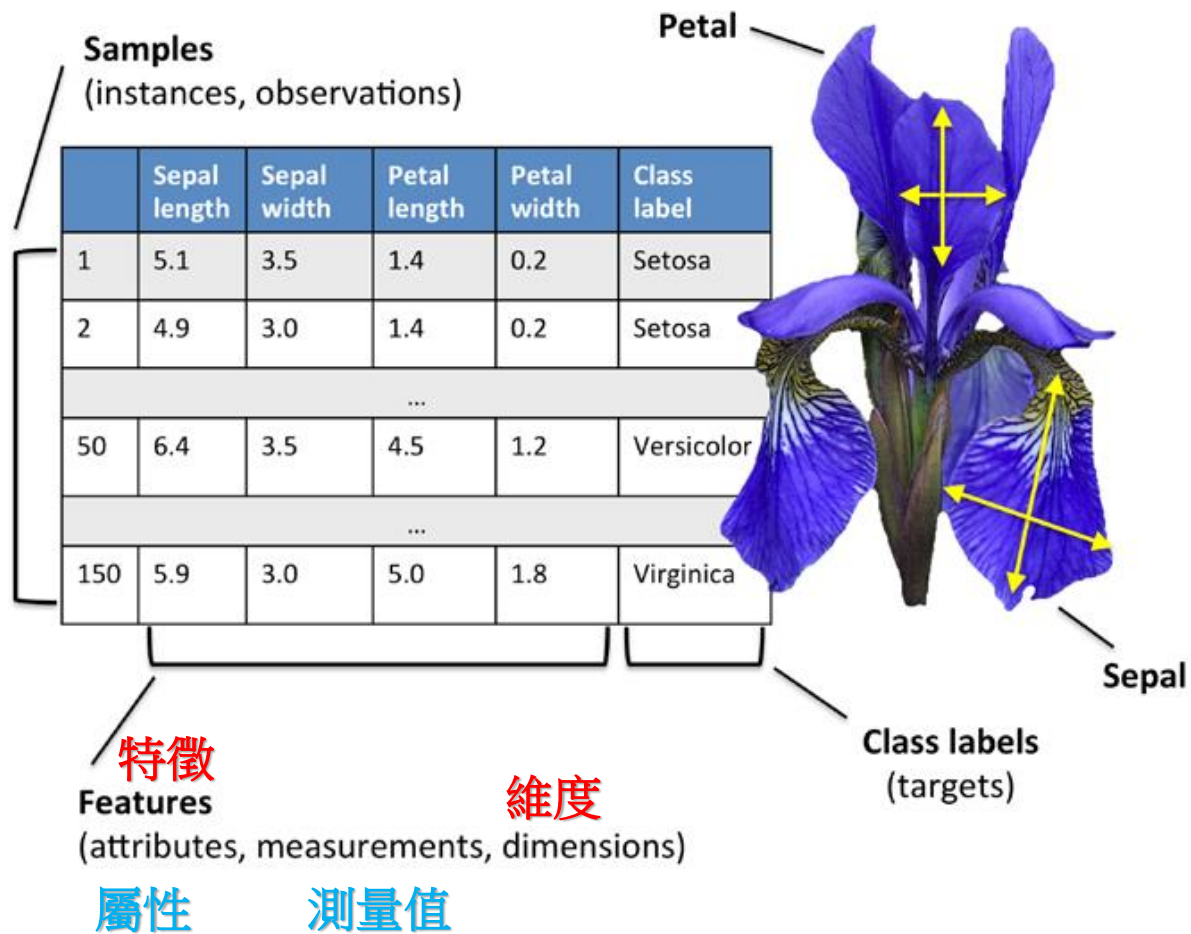 Samples
(instances, observations)
Petal
Sepal length Sepal width Petal length Petal width Class label
1 5.1 3.5 1.4 0.2 Setosa
2 4.9 3.0 1.4 0.2 Setosa
...
50 6.4 3.5 4.5 1.2 Versicolor
...
150 5.9 3.0 5.0 1.8 Virginica
Sepal
Class labels
(targets)
特徵
Features
維度
(attributes, measurements, dimensions)
屬性 測量值